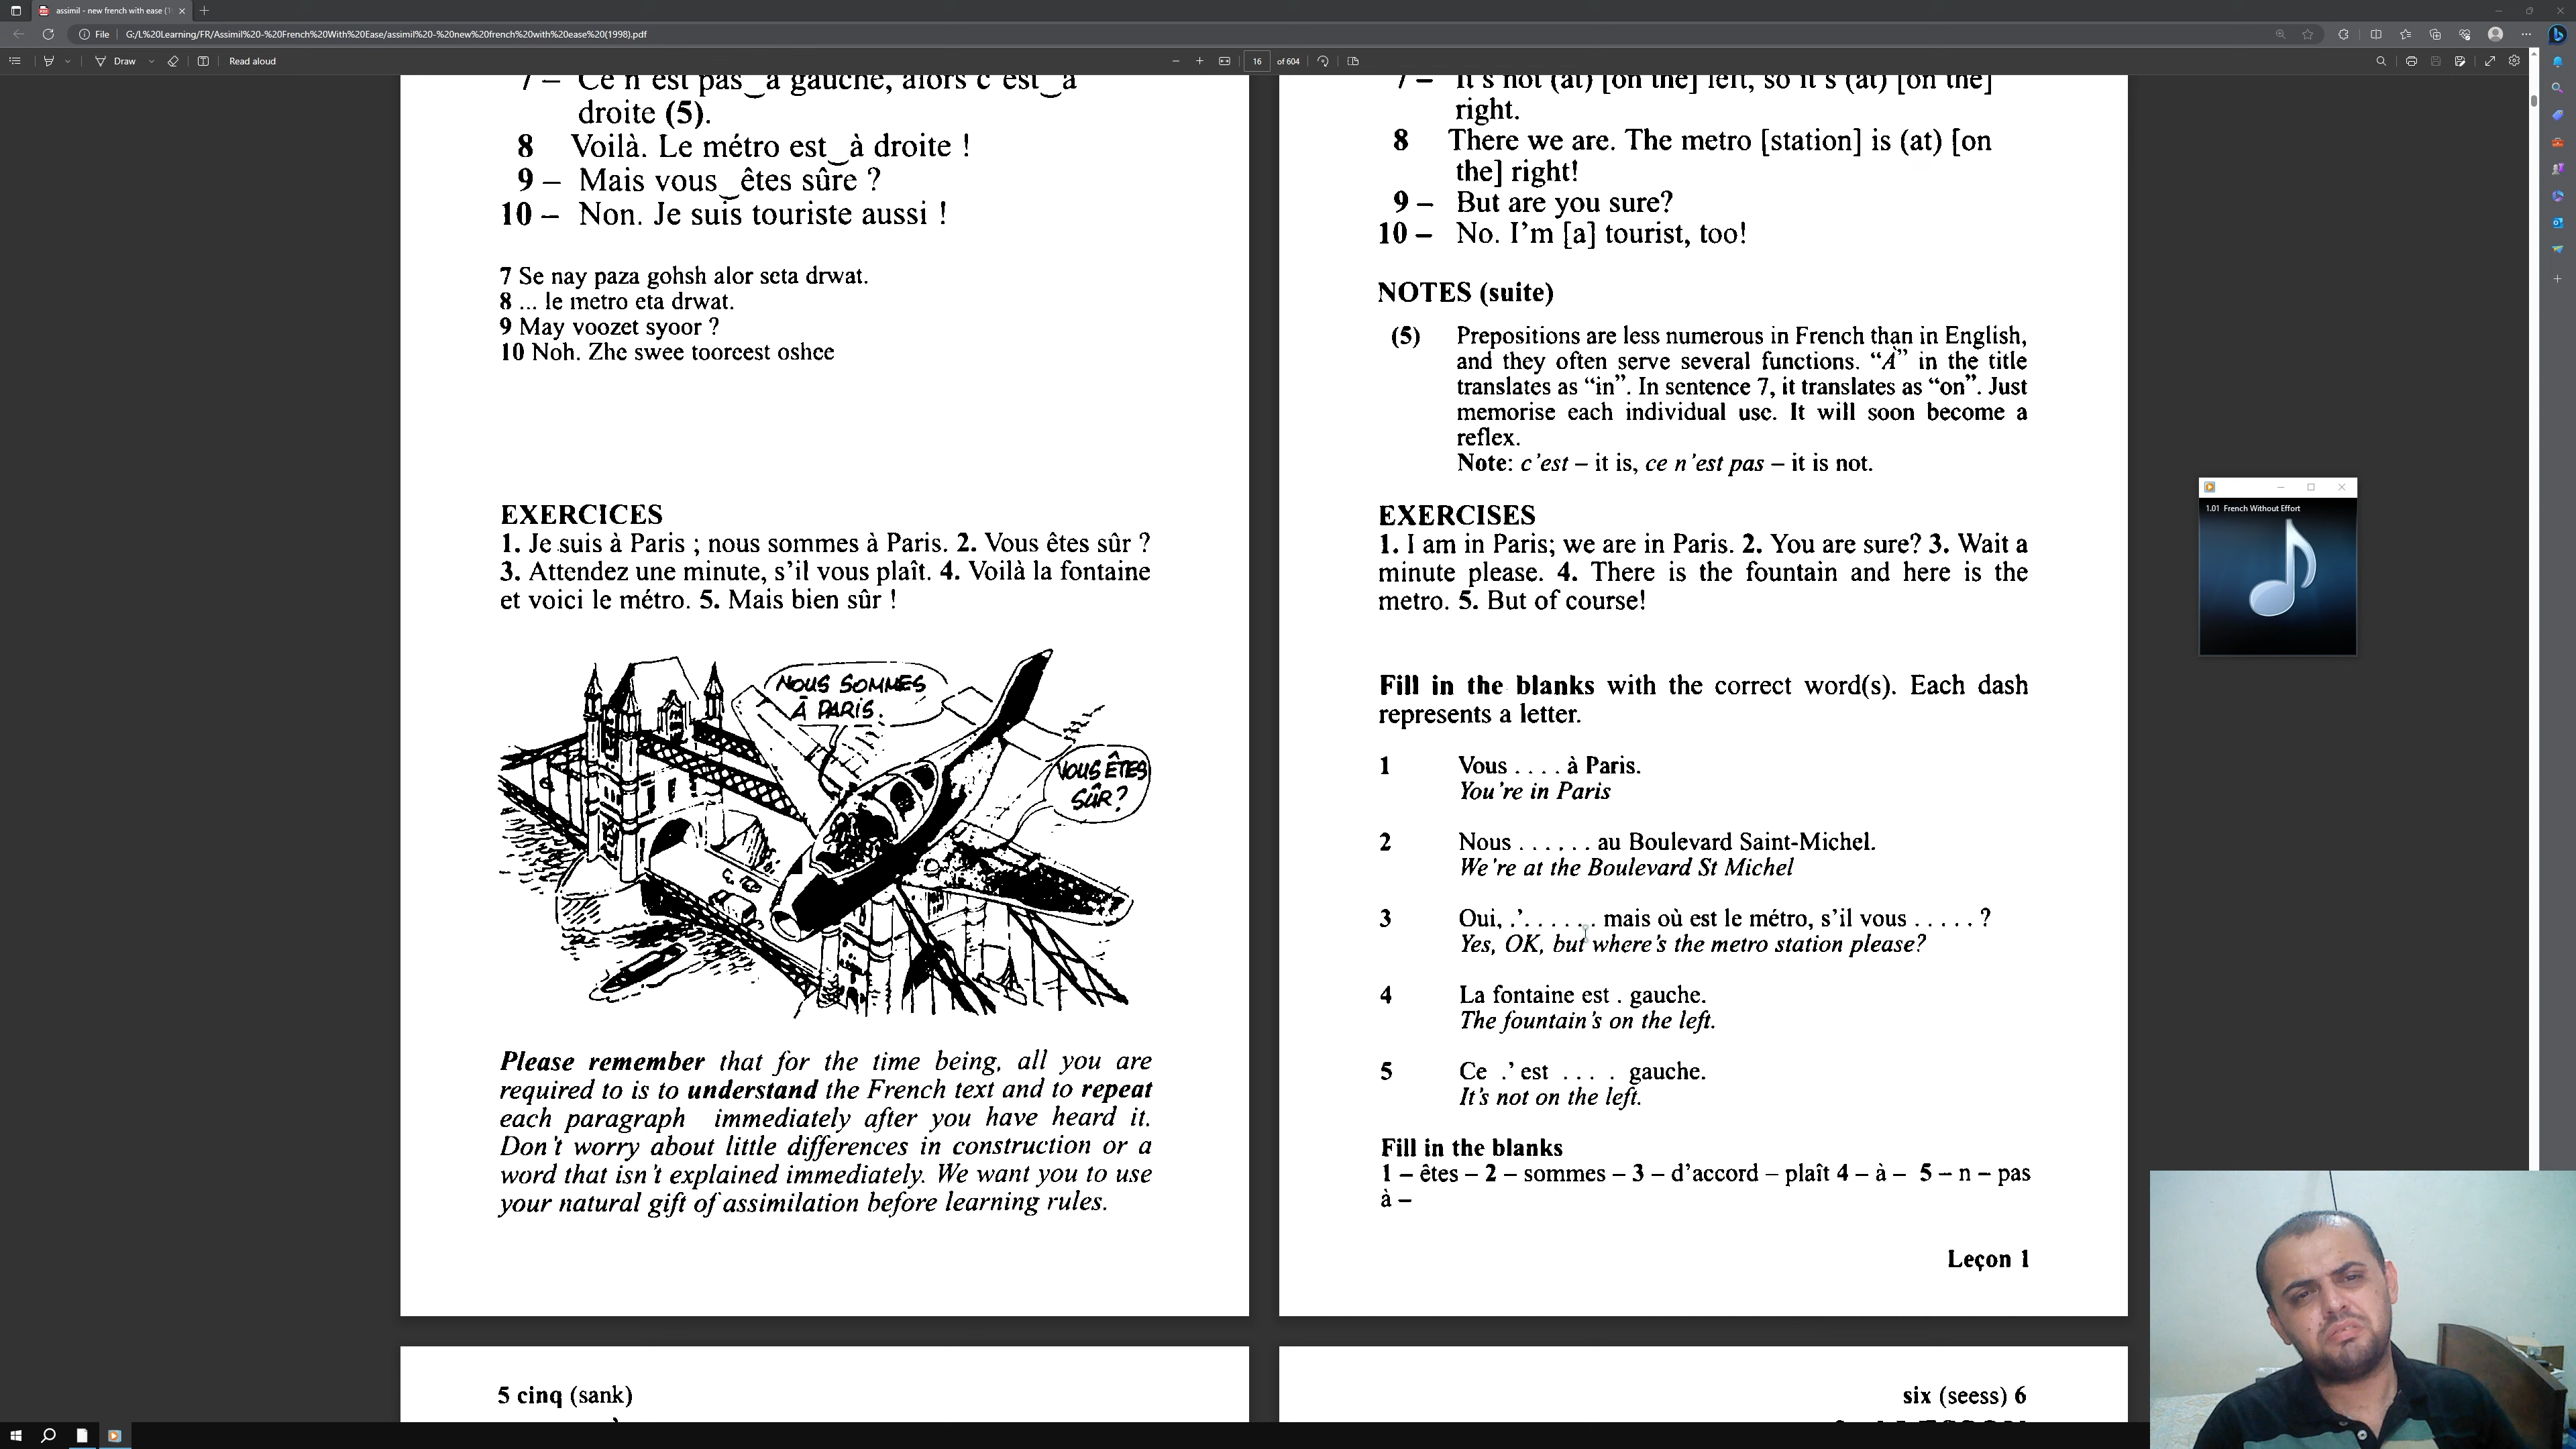 assimil - new french with ease (1
File G:/L%20Learning/FR/Assimil%20-%20French%20With%20Ease/assimil%20-%20new%20french%20with%20ease%20(1998).pdf
Draw Read aloud 16 of 604
7 – Ce n'est pas‿à gauche, alors c'est‿à
droite (5).
8 Voilà. Le métro est‿à droite !
9 – Mais vous‿êtes sûre ?
10 – Non. Je suis touriste aussi !
7 Se nay paza gohsh alor seta drwat.
8 ... le metro eta drwat.
9 May voozet syoor ?
10 Noh. Zhe swee tooreest oshee
EXERCICES
1. Je suis à Paris ; nous sommes à Paris. 2. Vous êtes sûr ?
3. Attendez une minute, s'il vous plaît. 4. Voilà la fontaine
et voici le métro. 5. Mais bien sûr !
NOUS SOMMES
À PARIS.
VOUS ÊTES
SÛR?
Please remember that for the time being, all you are
required to is to understand the French text and to repeat
each paragraph immediately after you have heard it.
Don't worry about little differences in construction or a
word that isn't explained immediately. We want you to use
your natural gift of assimilation before learning rules.
5 cinq (sank)
7 – It's not (at) [on the] left, so it's (at) [on the]
right.
8 There we are. The metro [station] is (at) [on
the] right!
9 – But are you sure?
10 – No. I'm [a] tourist, too!
NOTES (suite)
(5) Prepositions are less numerous in French than in English,
and they often serve several functions. “À” in the title
translates as “in”. In sentence 7, it translates as “on”. Just
memorise each individual use. It will soon become a
reflex.
Note: c'est – it is, ce n'est pas – it is not.
EXERCISES
1. I am in Paris; we are in Paris. 2. You are sure? 3. Wait a
minute please. 4. There is the fountain and here is the
metro. 5. But of course!
Fill in the blanks with the correct word(s). Each dash
represents a letter.
1 Vous . . . . à Paris.
You're in Paris
2 Nous . . . . . . au Boulevard Saint-Michel.
We're at the Boulevard St Michel
3 Oui, .'. . . . . . mais où est le métro, s'il vous . . . . . ?
Yes, OK, but where's the metro station please?
4 La fontaine est . gauche.
The fountain's on the left.
5 Ce .' est . . . . gauche.
It's not on the left.
Fill in the blanks
1 – êtes – 2 – sommes – 3 – d'accord – plaît 4 – à – 5 – n – pas
à –
Leçon 1
six (seess) 6
1.01 French Without Effort